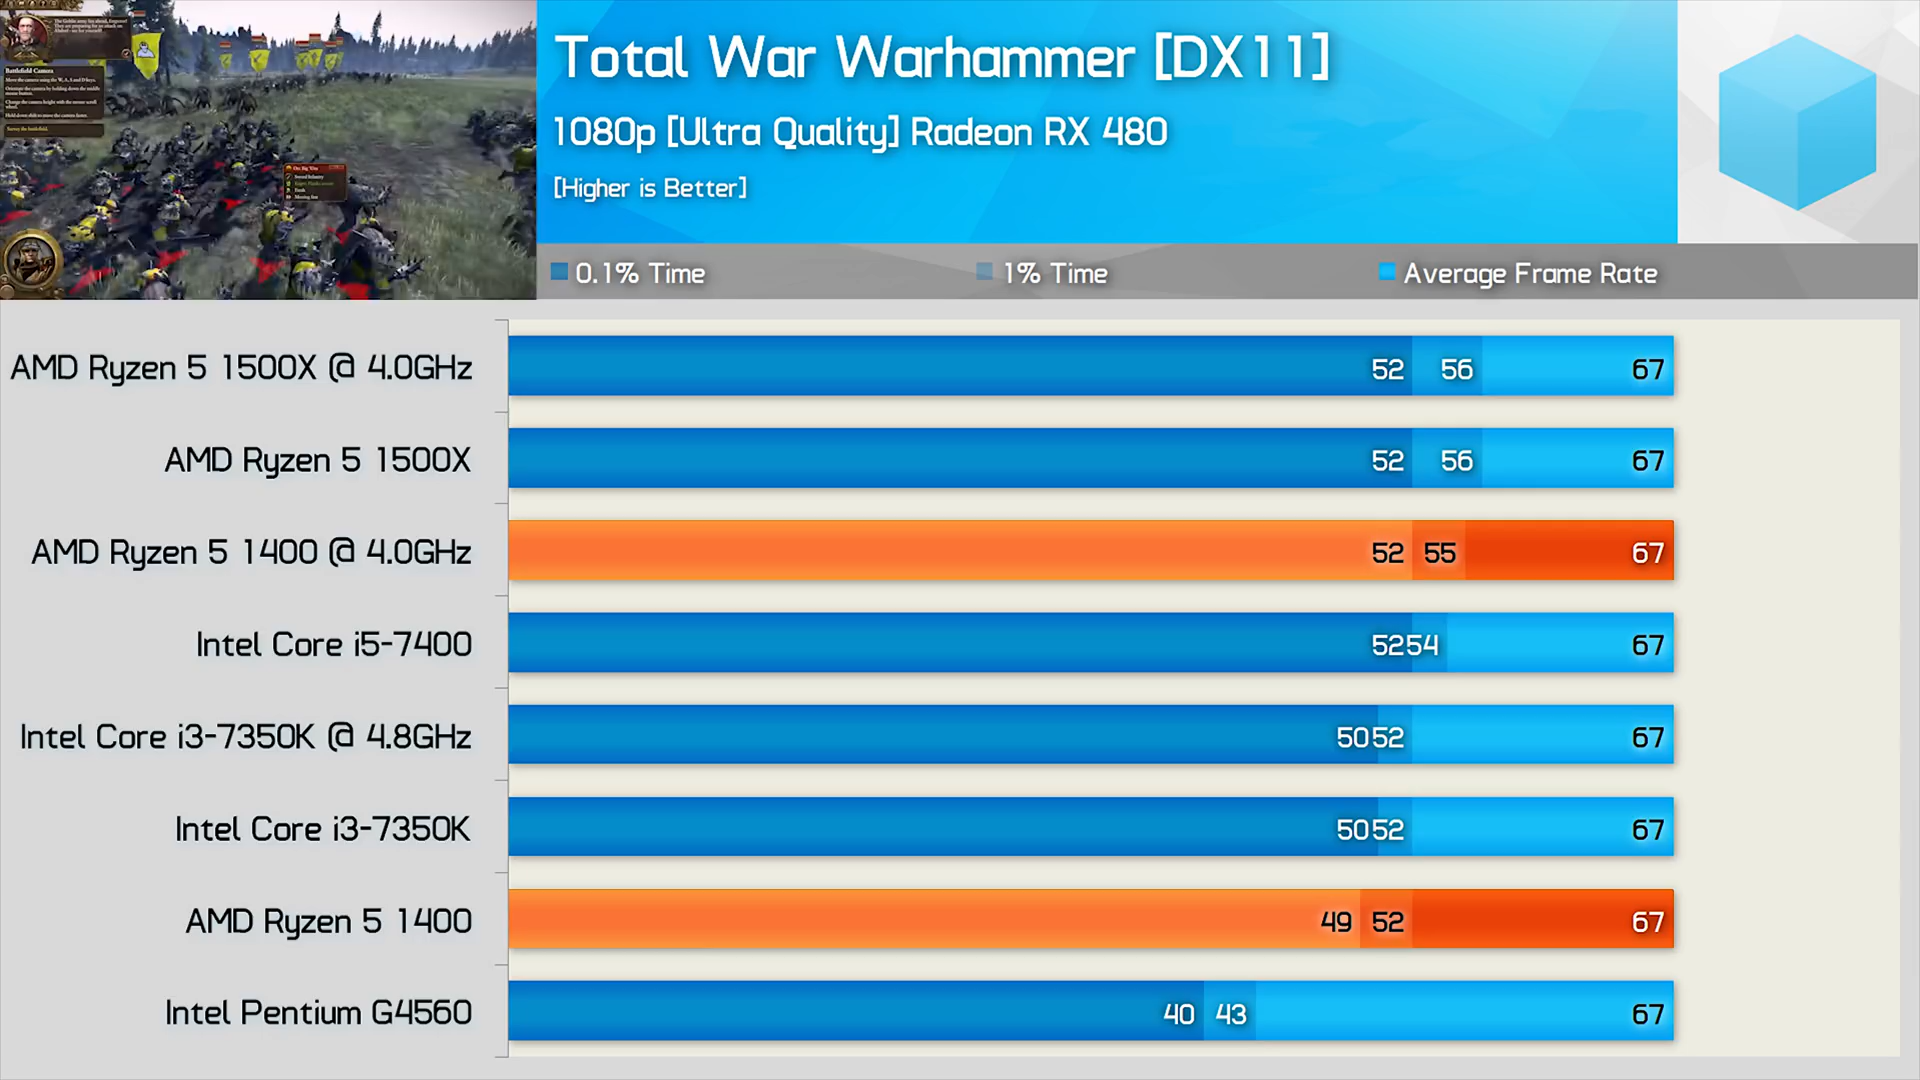 Total War Warhammer [DX11]
1080p [Ultra Quality] Radeon RX 480
[Higher is Better]
0.1% Time 1% Time Average Frame Rate
Battlefield Camera
AMD Ryzen 5 1500X @ 4.0GHz 52 56 67
AMD Ryzen 5 1500X 52 56 67
AMD Ryzen 5 1400 @ 4.0GHz 52 55 67
Intel Core i5-7400 52 54 67
Intel Core i3-7350K @ 4.8GHz 50 52 67
Intel Core i3-7350K 50 52 67
AMD Ryzen 5 1400 49 52 67
Intel Pentium G4560 40 43 67